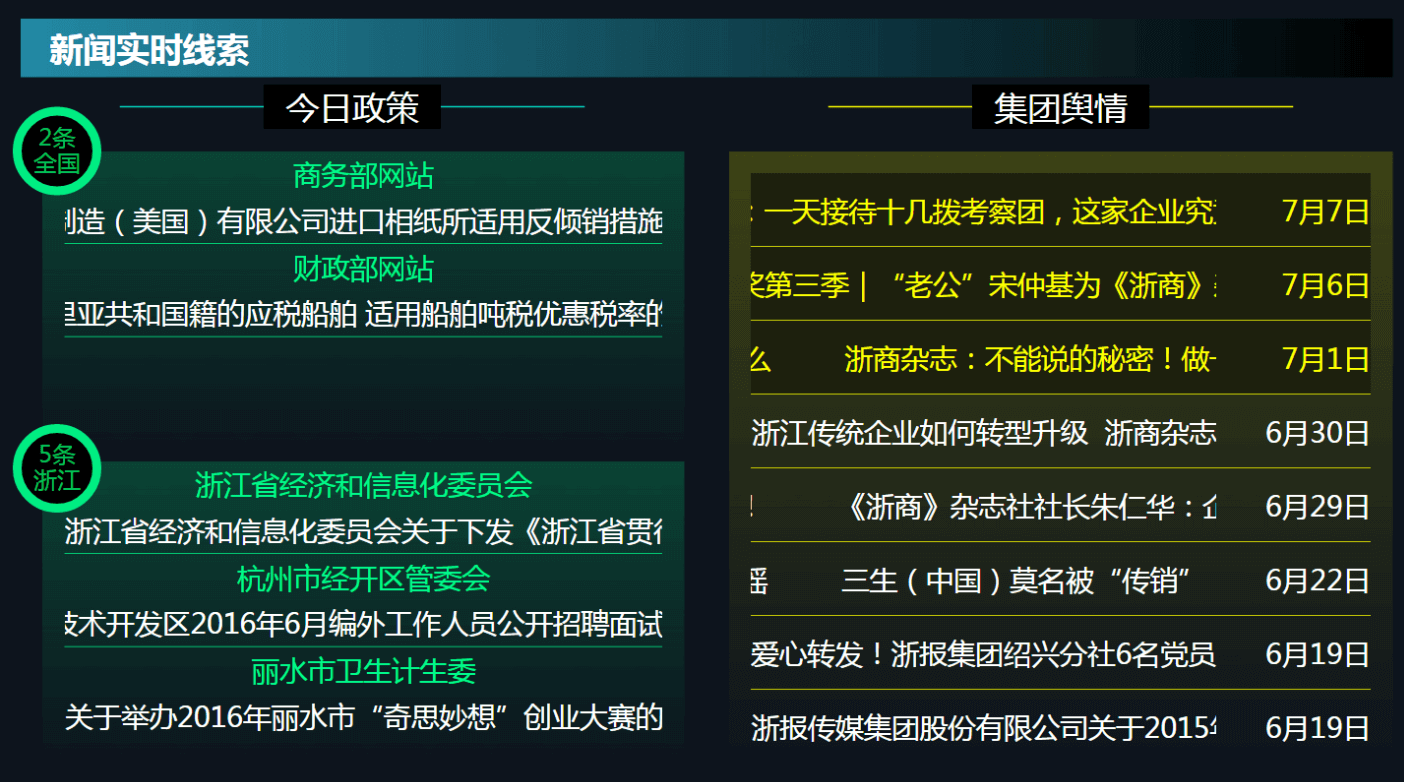 新闻实时线索
今日政策
2条
全国
商务部网站
造（美国）有限公司进口相纸所适用反倾销措施
财政部网站
里亚共和国籍的应税船舶 适用船舶吨税优惠税率的
5条
浙江
浙江省经济和信息化委员会
浙江省经济和信息化委员会关于下发《浙江省贯彻
杭州市经开区管委会
技术开发区2016年6月编外工作人员公开招聘面试
丽水市卫生计生委
关于举办2016年丽水市“奇思妙想”创业大赛的
集团舆情
：一天接待十几拨考察团，这家企业究 7月7日
奖第三季｜“老公”宋仲基为《浙商》 7月6日
么 浙商杂志：不能说的秘密！做 7月1日
浙江传统企业如何转型升级 浙商杂志 6月30日
！ 《浙商》杂志社社长朱仁华：企 6月29日
三生（中国）莫名被“传销” 6月22日
爱心转发！浙报集团绍兴分社6名党员 6月19日
浙报传媒集团股份有限公司关于2015年 6月19日